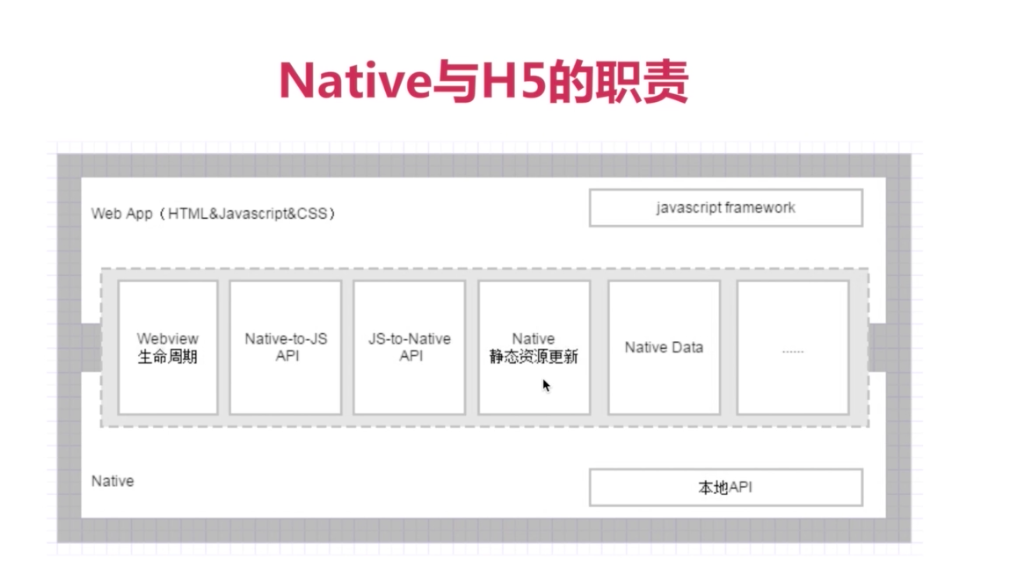 Native与H5的职责
Web App（HTML&Javascript&CSS）
javascript framework
Webview
生命周期
Native-to-JS
API
JS-to-Native
API
Native
静态资源更新
Native Data
......
Native
本地API